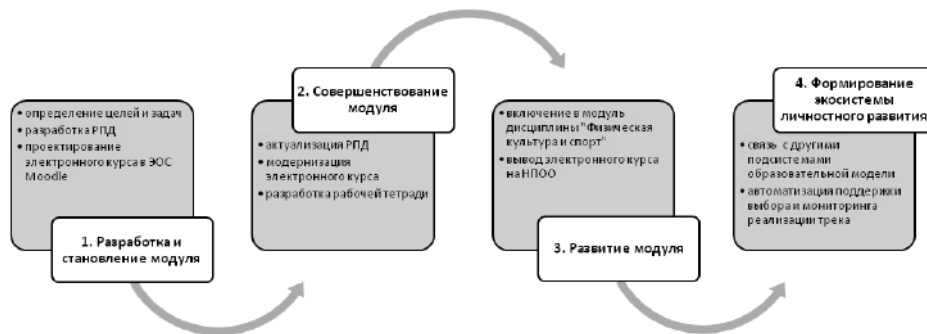 • определение целей и задач
• разработка РПД
• проектирование
электронного курса в ЭОС
Moodle
1. Разработка и
становление модуля
2. Совершенствование
модуля
• актуализация РПД
• модернизация
электронного курса
• разработка рабочей тетради
• включение в модуль
дисциплины "Физическая
культура и спорт"
• вывод электронного курса
на НПОО
3. Развитие модуля
4. Формирование
экосистемы
личностного развития
• связь с другими
подсистемами
образовательной модели
• автоматизация поддержки
выбора и мониторинга
реализации трека